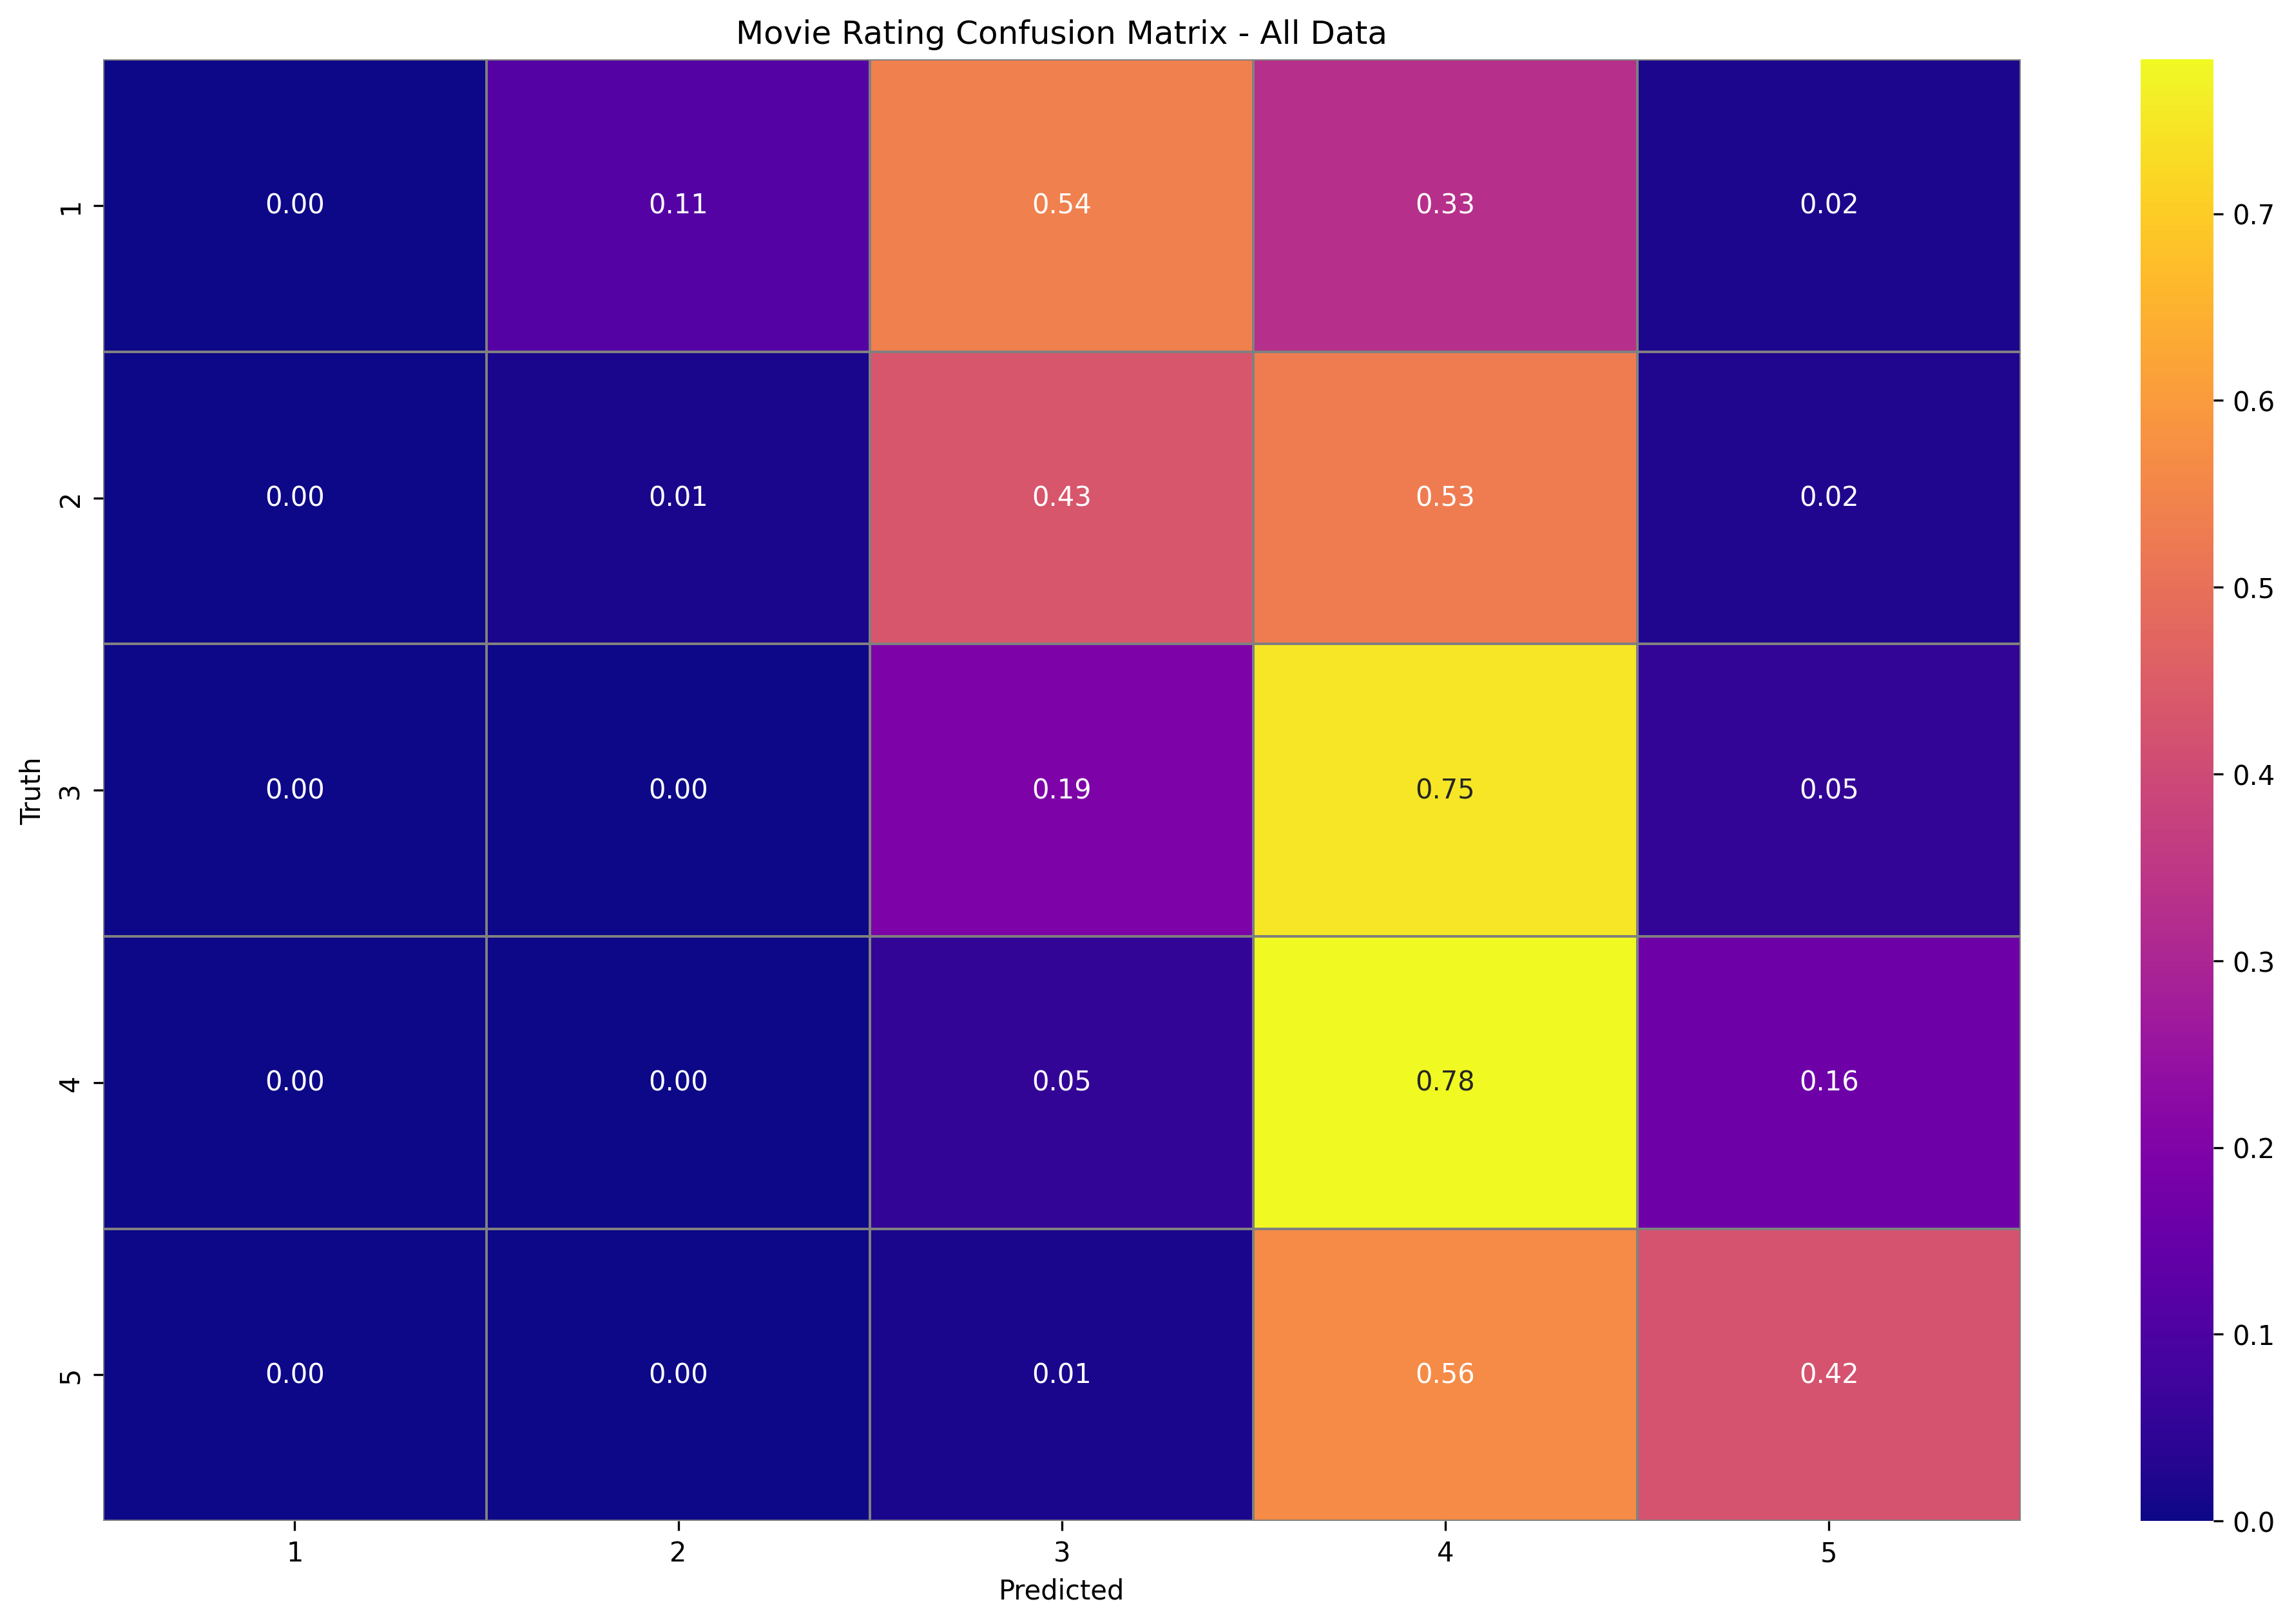 Movie Rating Confusion Matrix - All Data
Truth
1 0.00 0.11 0.54 0.33 0.02
2 0.00 0.01 0.43 0.53 0.02
3 0.00 0.00 0.19 0.75 0.05
4 0.00 0.00 0.05 0.78 0.16
5 0.00 0.00 0.01 0.56 0.42
1 2 3 4 5
Predicted
0.7
0.6
0.5
0.4
0.3
0.2
0.1
0.0